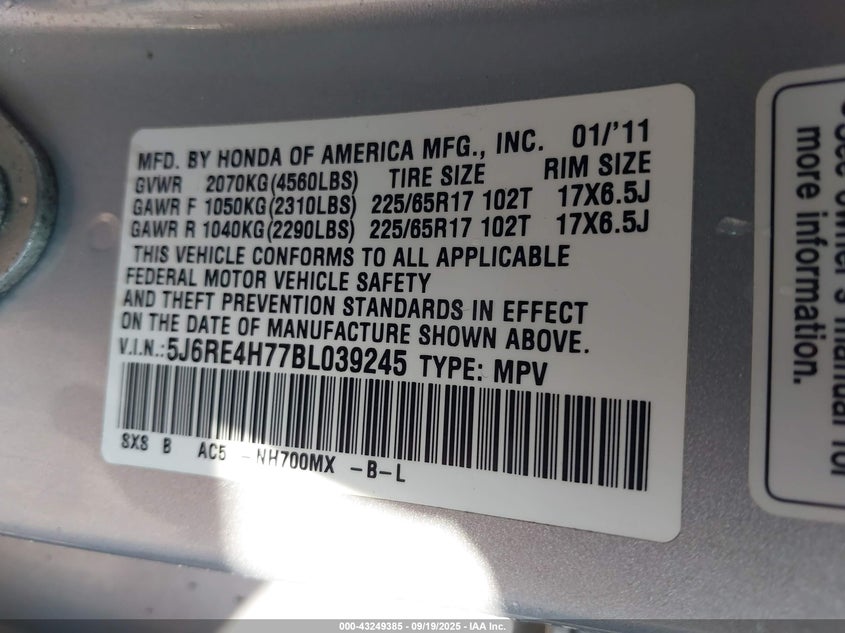 MFD. BY HONDA OF AMERICA MFG., INC. 01/'11
GVWR 2070KG(4560LBS) TIRE SIZE RIM SIZE
GAWR F 1050KG(2310LBS) 225/65R17 102T 17X6.5J
GAWR R 1040KG(2290LBS) 225/65R17 102T 17X6.5J
THIS VEHICLE CONFORMS TO ALL APPLICABLE
FEDERAL MOTOR VEHICLE SAFETY
AND THEFT PREVENTION STANDARDS IN EFFECT
ON THE DATE OF MANUFACTURE SHOWN ABOVE.
V.I.N.: 5J6RE4H77BL039245 TYPE: MPV
SXS B AC5 -NH700MX -B-L
owner's manual for
more information.
000-43249385 - 09/19/2025 - IAA Inc.